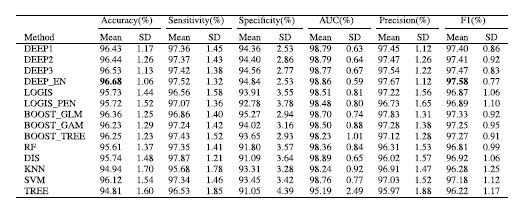 Accuracy(%) Sensitivity(%) Specificity(%) AUC(%) Precision(%) F1(%)
Method Mean SD Mean SD Mean SD Mean SD Mean SD Mean SD
DEEP1 96.43 1.17 97.36 1.45 94.36 2.53 98.79 0.63 97.45 1.12 97.40 0.86
DEEP2 96.44 1.26 97.37 1.43 94.40 2.86 98.79 0.64 97.47 1.26 97.41 0.92
DEEP3 96.53 1.13 97.42 1.38 94.56 2.77 98.77 0.67 97.54 1.22 97.47 0.83
DEEP_EN 96.68 1.06 97.52 1.32 94.84 2.53 98.86 0.59 97.67 1.12 97.58 0.77
LOGIS 95.73 1.44 96.56 1.58 93.91 3.55 98.51 0.81 97.22 1.56 96.87 1.06
LOGIS_PEN 95.72 1.52 97.07 1.36 92.78 3.78 98.48 0.80 96.73 1.65 96.89 1.10
BOOST_GLM 96.36 1.25 96.86 1.40 95.27 2.94 98.70 0.74 97.83 1.31 97.33 0.92
BOOST_GAM 96.23 1.29 97.24 1.42 94.02 3.16 98.50 0.88 97.28 1.38 97.25 0.95
BOOST_TREE 96.25 1.23 97.43 1.52 93.65 2.93 98.23 1.01 97.12 1.28 97.27 0.91
RF 95.61 1.37 97.35 1.41 91.80 3.57 98.36 0.84 96.31 1.53 96.81 0.99
DIS 95.74 1.48 97.87 1.21 91.09 3.64 98.89 0.65 96.02 1.57 96.92 1.06
KNN 94.94 1.70 95.68 1.78 93.31 3.28 98.24 0.92 96.91 1.47 96.28 1.25
SVM 96.12 1.54 97.34 1.46 93.45 3.42 98.76 0.77 97.03 1.52 97.18 1.12
TREE 94.81 1.60 96.53 1.85 91.05 4.39 95.19 2.49 95.97 1.88 96.22 1.17